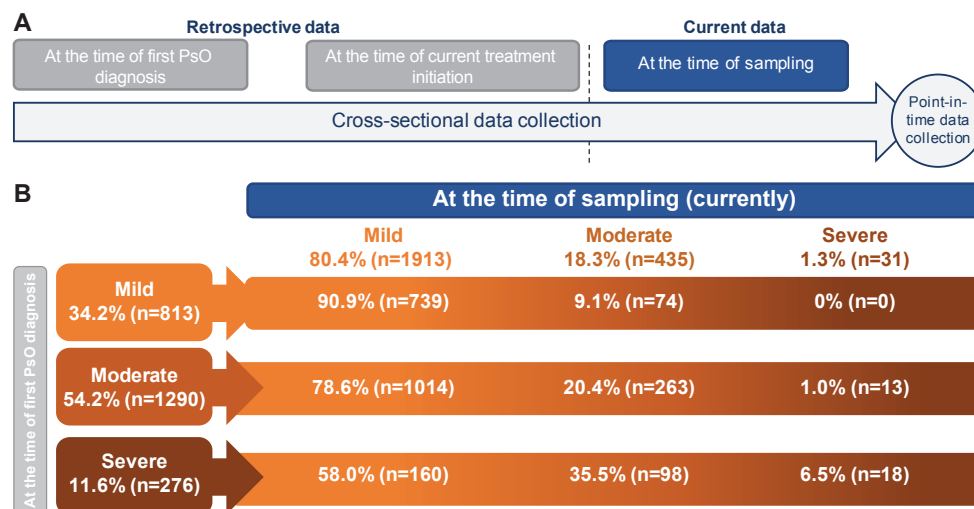 A
Retrospective data
Current data
At the time of first PsO
diagnosis
At the time of current treatment
initiation
At the time of sampling
Cross-sectional data collection
Point-in-
time data
collection
B
At the time of sampling (currently)
Mild
80.4% (n=1913)
Moderate
18.3% (n=435)
Severe
1.3% (n=31)
At the time of first PsO diagnosis
Mild
34.2% (n=813)
90.9% (n=739)
9.1% (n=74)
0% (n=0)
Moderate
54.2% (n=1290)
78.6% (n=1014)
20.4% (n=263)
1.0% (n=13)
Severe
11.6% (n=276)
58.0% (n=160)
35.5% (n=98)
6.5% (n=18)